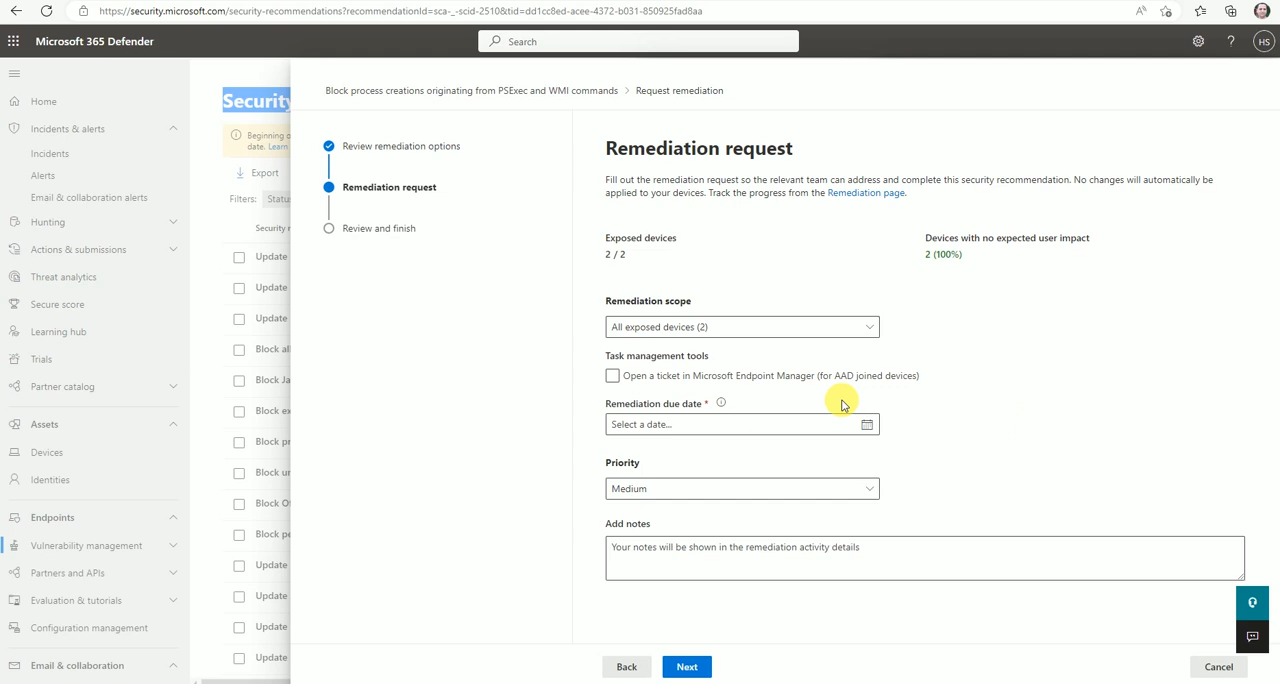 https://security.microsoft.com/security-recommendations?recommendationId=sca-_-scid-2510&tid=dd1cc8ed-acee-4372-b031-850925fad8aa
Microsoft 365 Defender
Search
HS
Home
Incidents & alerts
Incidents
Alerts
Email & collaboration alerts
Hunting
Actions & submissions
Threat analytics
Secure score
Learning hub
Trials
Partner catalog
Assets
Devices
Identities
Endpoints
Vulnerability management
Partners and APIs
Evaluation & tutorials
Configuration management
Email & collaboration
Security
Beginning o
date. Learn
Export
Filters: Status
Security r
Update
Update
Update
Block all
Block Ja
Block ex
Block pr
Block un
Block Of
Block pe
Update
Update
Update
Update
Block process creations originating from PSExec and WMI commands > Request remediation
Review remediation options
Remediation request
Review and finish
Remediation request
Fill out the remediation request so the relevant team can address and complete this security recommendation. No changes will automatically be
applied to your devices. Track the progress from the Remediation page.
Exposed devices
2 / 2
Devices with no expected user impact
2 (100%)
Remediation scope
All exposed devices (2)
Task management tools
Open a ticket in Microsoft Endpoint Manager (for AAD joined devices)
Remediation due date *
Select a date...
Priority
Medium
Add notes
Your notes will be shown in the remediation activity details
Back
Next
Cancel